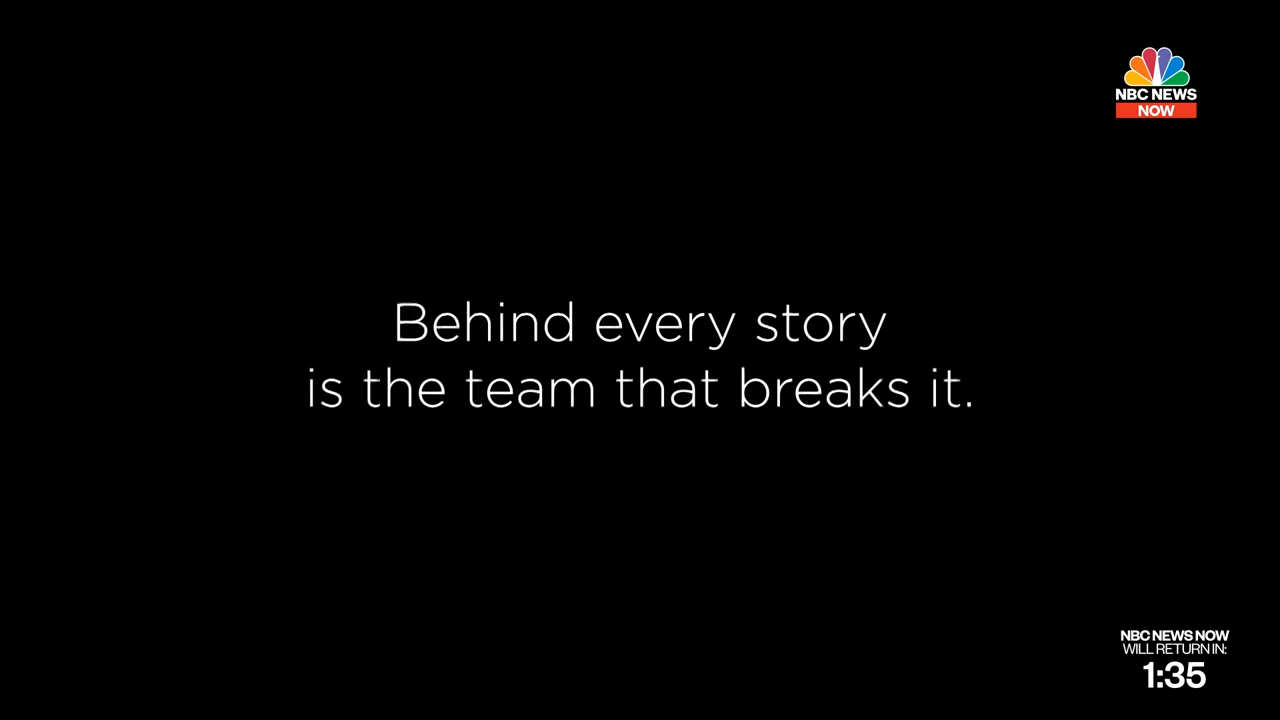 NBC NEWS
NOW
Behind every story
is the team that breaks it.
NBC NEWS NOW
WILL RETURN IN:
1:35